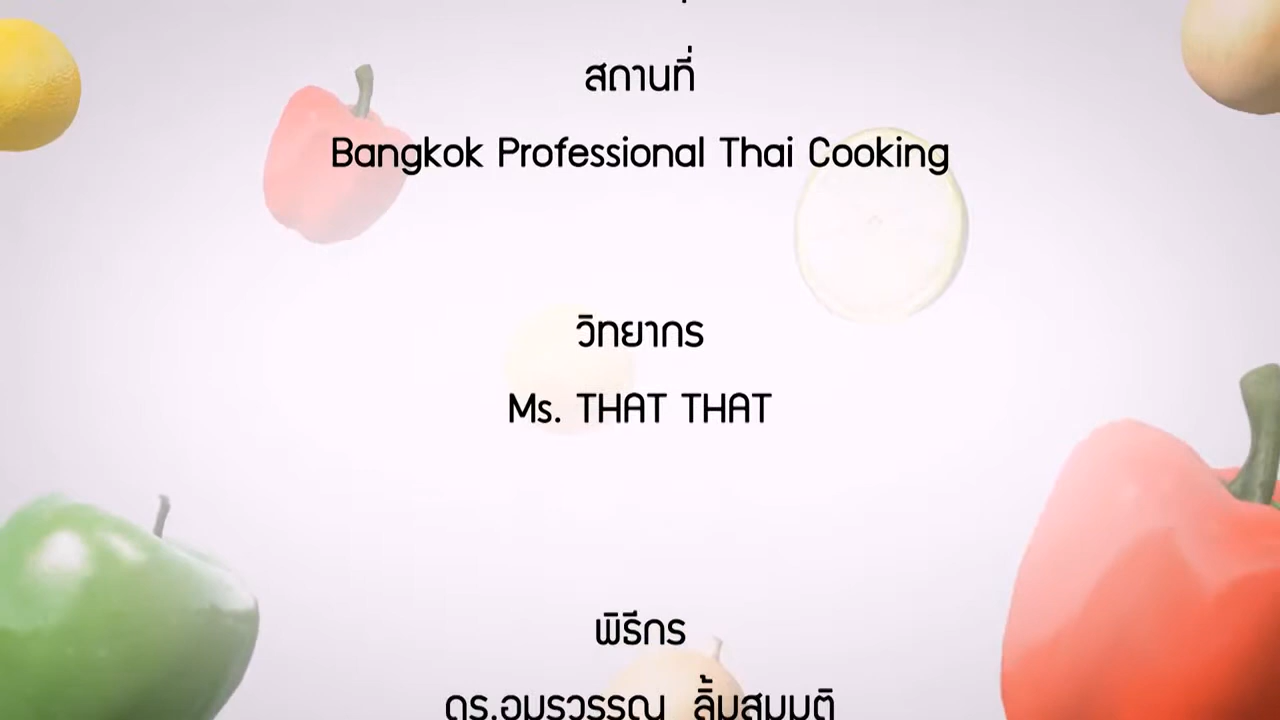 สถานที่
Bangkok Professional Thai Cooking
วิทยากร
Ms. THAT THAT
พิธีกร
ดร.อมรวรรณ ลิ้มสมมติ